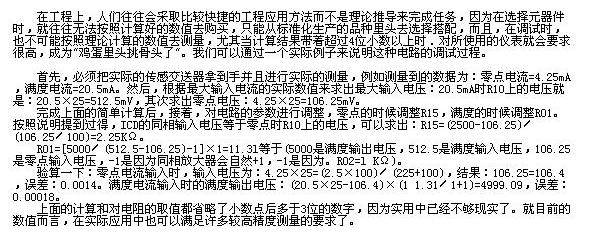 在工程上，人们往往会采取比较快捷的工程应用方法而不是理论推导来完成任务，因为在选择元器件
时，就往往无法按照计算好的数值去购买，只能从标准化生产的品种里头去选择搭配，而且，在调试时，
也不可能按照理论计算的数值去测量，尤其当计算结果带着超过4位小数以上时．对所使用的仪表就会要求
很高，成为"鸡蛋里头挑骨头了"。我们可以通过一个实际例子来说明这种电路的调试过程。
首先，必须把实际的传感交送器拿到手并且进行实际的测量，例如测量到的数据为：零点电流=4.25mA
，满度电流=20.5mA。然后，根据最大输入电流的实际数值来求出最大输入电压：20.5mA时R10上的电压就
是：20.5×25=512.5mV，其次求出零点电压：4.25×25=106.25mV。
完成上面的简单计算后，接着，对电路的参数进行调整，零点的时候调整R15，满度的时候调整R01。
按照说明提到过得，ICD的同相输入电压等于零点时R10上的电压，可以求出：R15=(2500-106.25)/
(106.25/ 100)=2.25KΩ。
RO1=[5000/ (512.5-106.25)-1]×1=11.31等于(5000是满度输出电压，512.5是满度输入电压，106.25
是零点输入电压，-1是因为同相放大器会自然+1，-1是因为．RO2=1 KΩ)。
验算一下：零点电流输入时，输入电压为：4.25×25=(2.5×100)/ (225+100)，结果：106.25=106.4
，误差：0.0014。满度电流输入时的满度输出电压：(20.5×25-106.4)×(1 1.31/ 1+1)=4999.09，误差：
0.00018。
上面的计算和对电阻的取值都省略了小数点后多于3位的数字，因为实用中已经不够现实了。就目前的
数值而言，在实际应用中也可以满足许多较高精度测量的要求了。